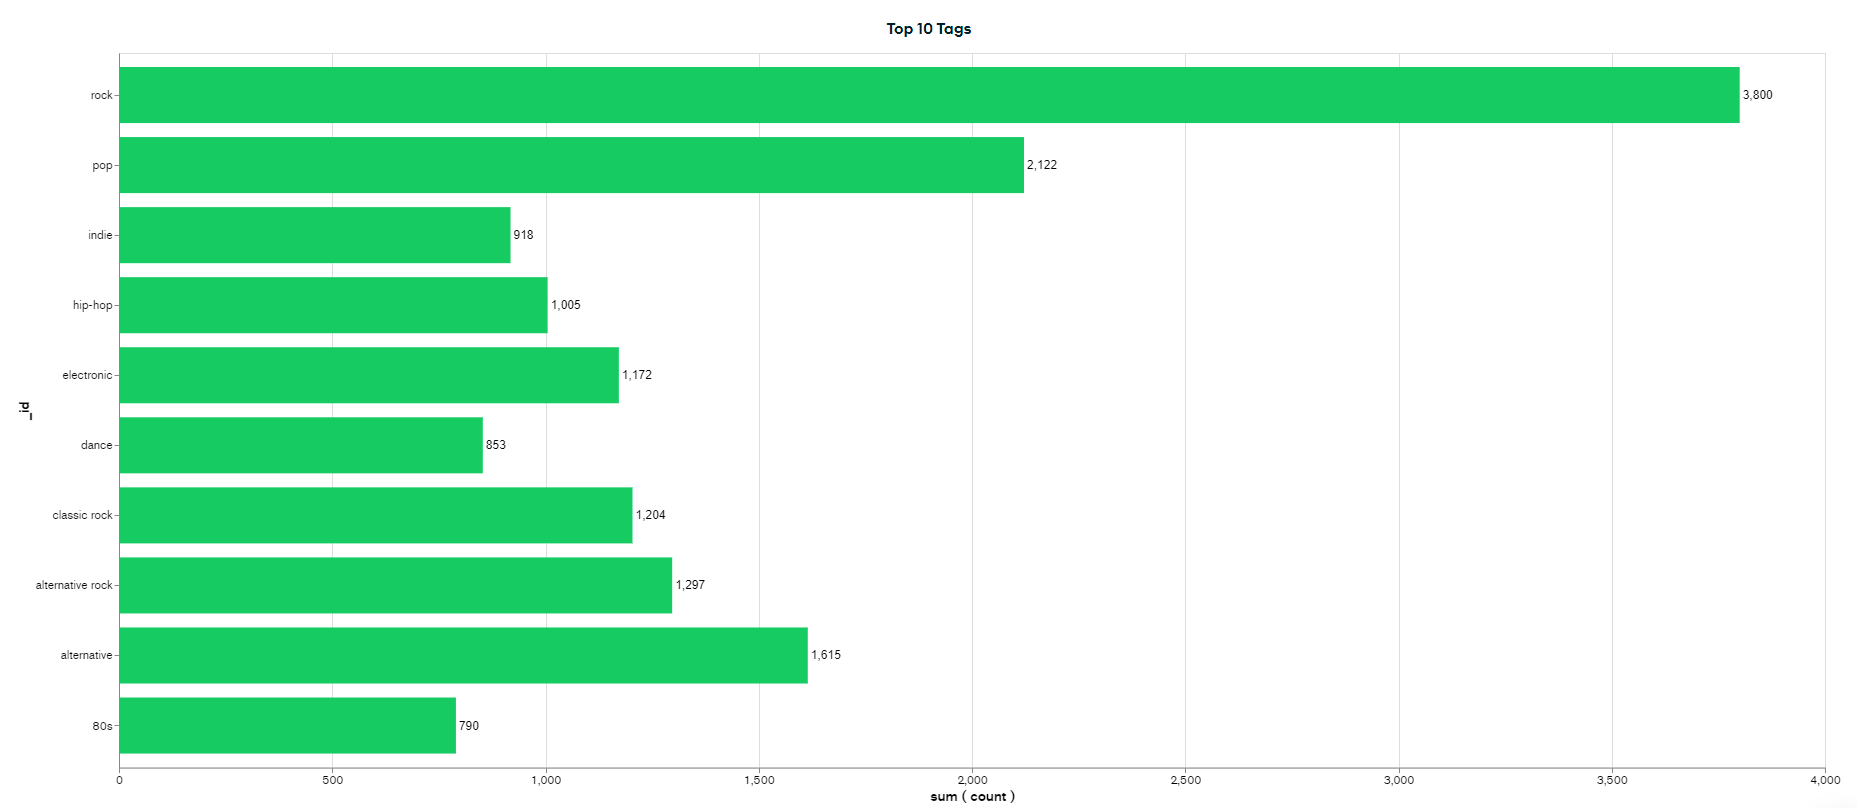 Top 10 Tags
rock 3,800
pop 2,122
indie 918
hip-hop 1,005
electronic 1,172
dance 853
classic rock 1,204
alternative rock 1,297
alternative 1,615
80s 790
_id
0 500 1,000 1,500 2,000 2,500 3,000 3,500 4,000
sum ( count )